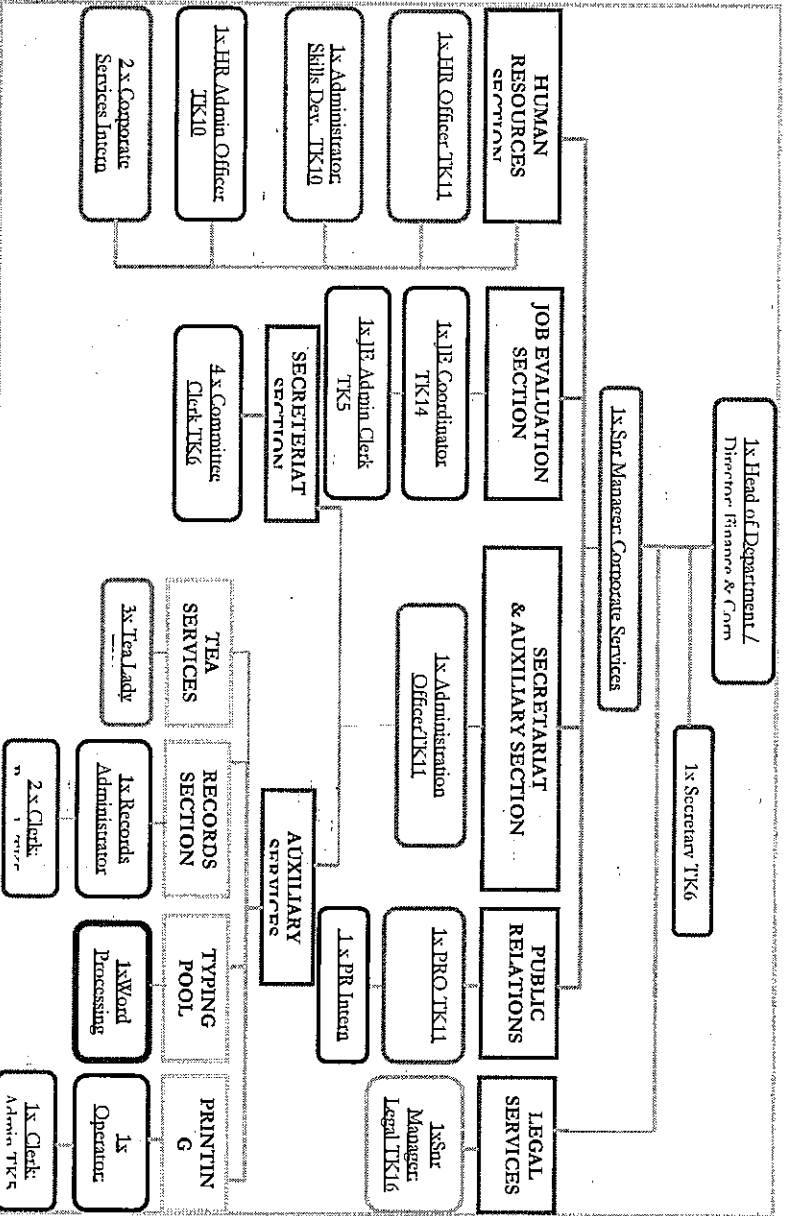 1x Head of Department /
Director: Finance & Corp
1x Secretary TK6
1x Snr Manager: Corporate Services
HUMAN
RESOURCES
SECTION
1x HR Officer TK11
1x Administrator:
Skills Dev. TK10
1x HR Admin Officer
TK10
2 x Corporate
Services Intern
JOB EVALUATION
SECTION
1x JE Coordinator
TK14
1x JE Admin Clerk
TK5
SECRETARIAT
& AUXILIARY SECTION
1x Administration
OfficerTK11
SECRETERIAT
SECTION
4 x Committee
Clerk TK6
AUXILIARY
SERVICES
TEA
SERVICES
3x Tea Lady
RECORDS
SECTION
1x Records
Administrator
2 x Clerk:
TYPING
POOL
1xWord
Processing
PRINTIN
G
1x
Operator:
1x Clerk:
Admin TK5
PUBLIC
RELATIONS
1x PRO TK11
1 x PR Intern
LEGAL
SERVICES
1xSnr
Manager:
Legal TK16